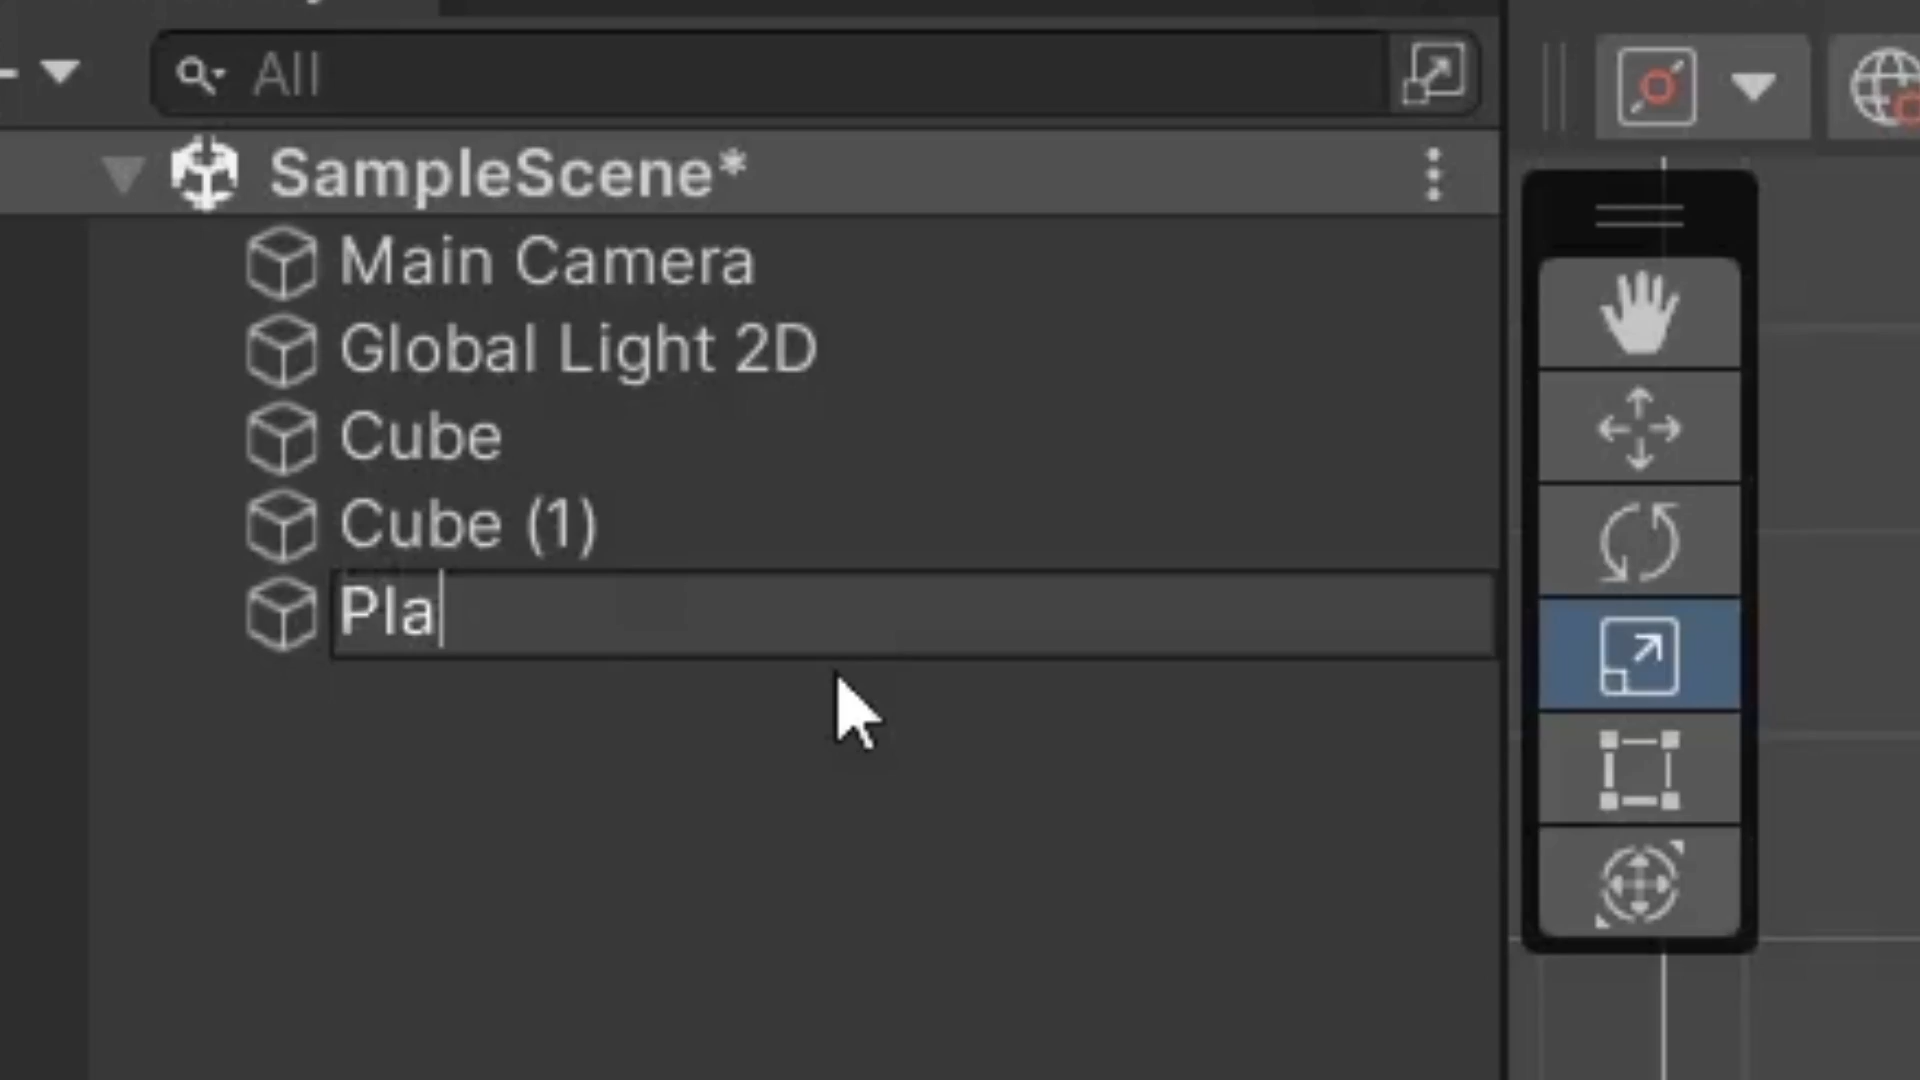 All
SampleScene*
Main Camera
Global Light 2D
Cube
Cube (1)
Pla